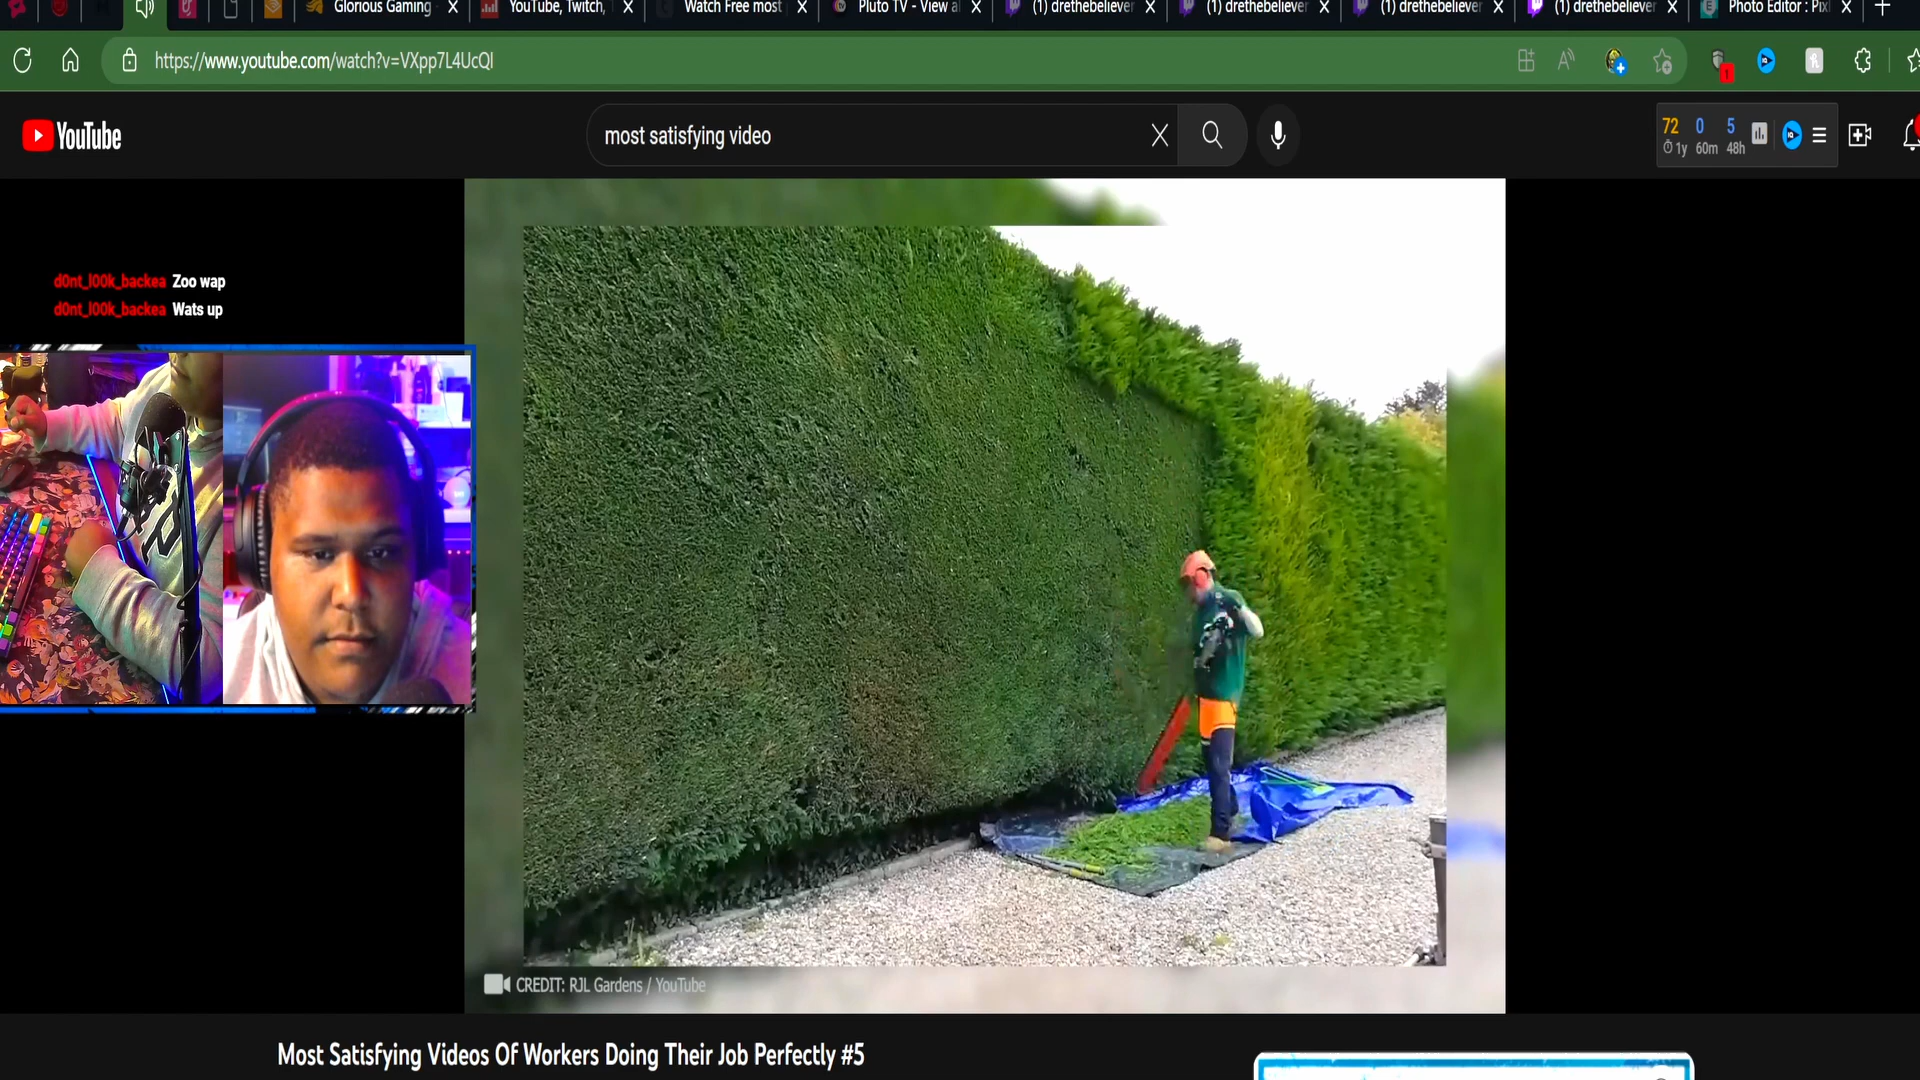 Glorious Gaming
YouTube, Twitch,
Watch Free most
Pluto TV - View a
(1) drethebeliever
(1) drethebeliever
(1) drethebeliever
(1) drethebeliever
Photo Editor : Pixl
https://www.youtube.com/watch?v=VXpp7L4UcQI
YouTube
most satisfying video
72 0 5
1y 60m 48h
d0nt_l00k_backea Zoo wap
d0nt_l00k_backea Wats up
CREDIT: RJL Gardens / YouTube
Most Satisfying Videos Of Workers Doing Their Job Perfectly #5